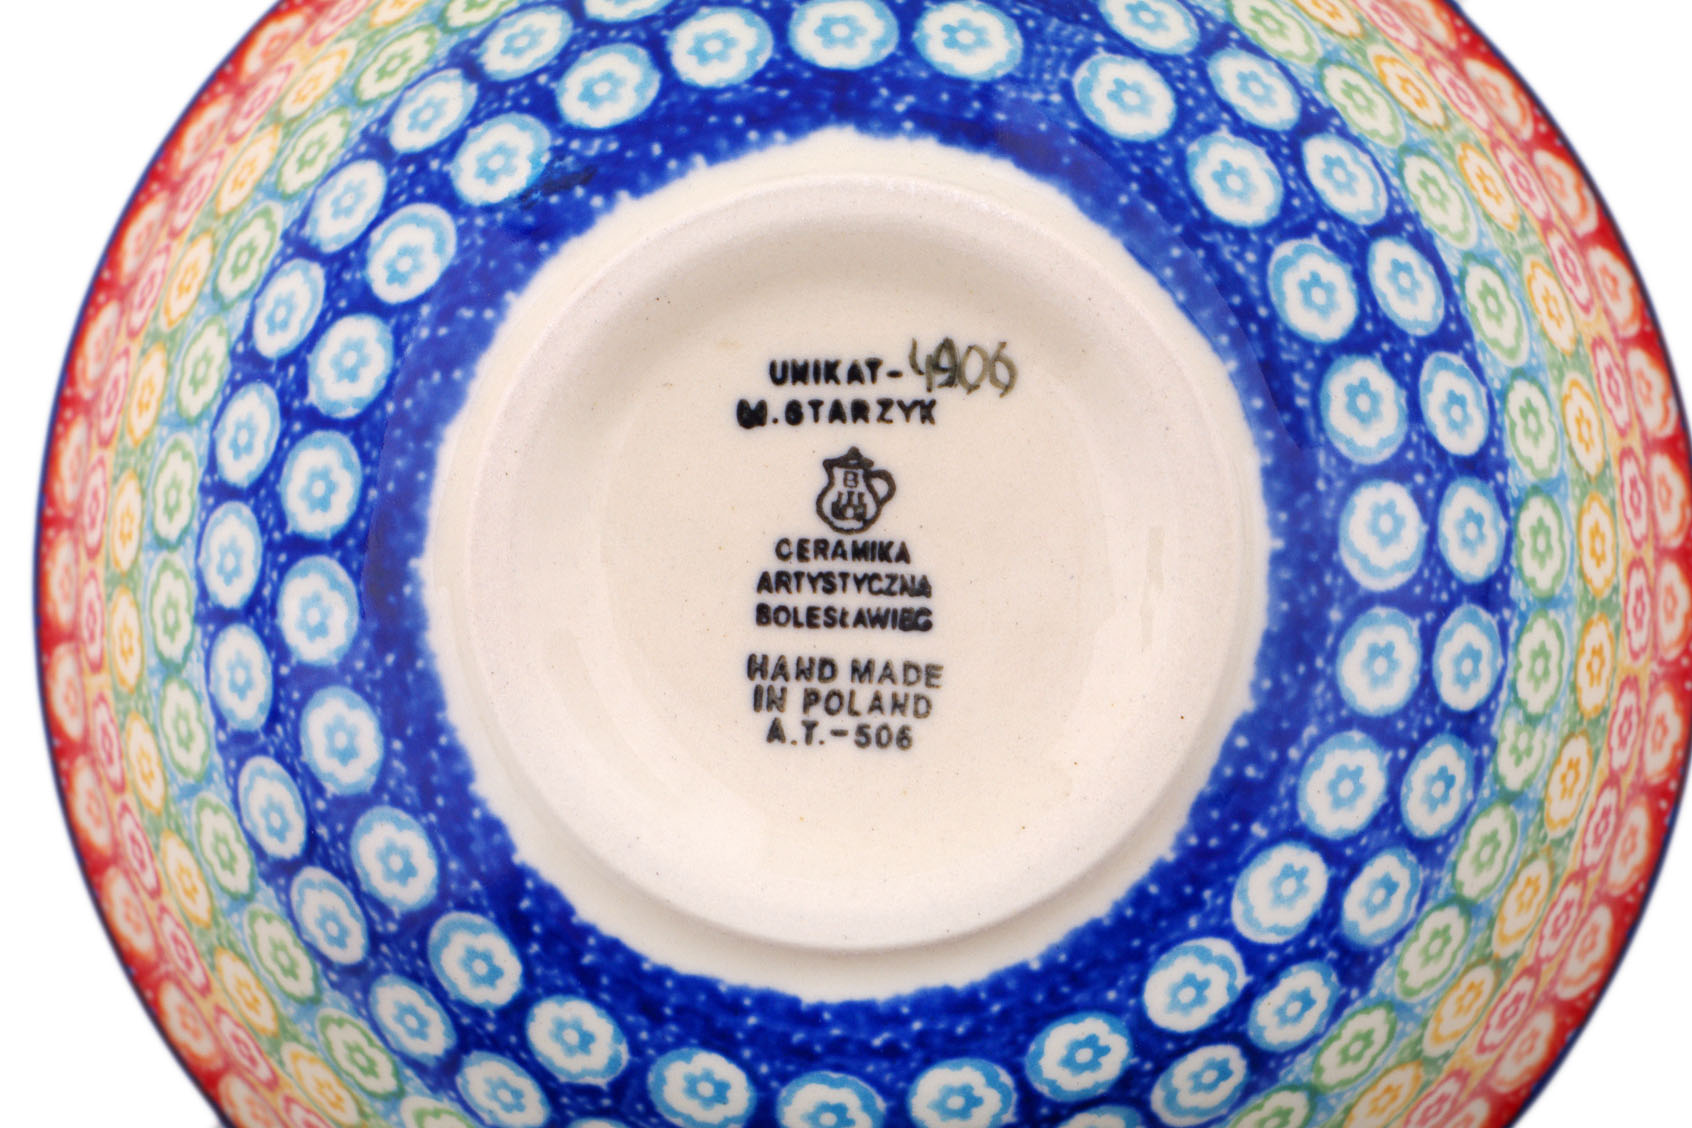 UNIKAT-4906
M.STARZYK
B
CERAMIKA
ARTYSTYCZNA
BOLESŁAWIEC
HAND MADE
IN POLAND
A.T.-506